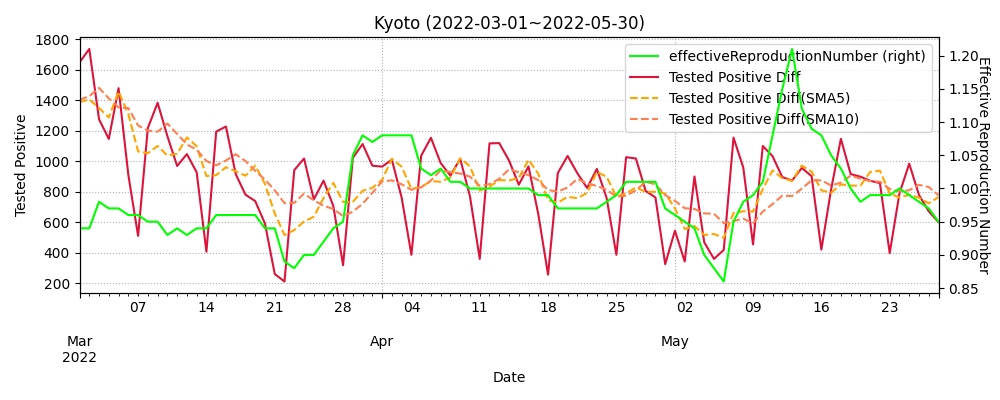 Kyoto (2022-03-01~2022-05-30)
effectiveReproductionNumber (right)
Tested Positive Diff
Tested Positive Diff(SMA5)
Tested Positive Diff(SMA10)
Tested Positive
1800
1600
1400
1200
1000
800
600
400
200
Effective Reproduction Number
1.20
1.15
1.10
1.05
1.00
0.95
0.90
0.85
07 14 21 28 04 11 18 25 02 09 16 23
Mar Apr May
2022
Date